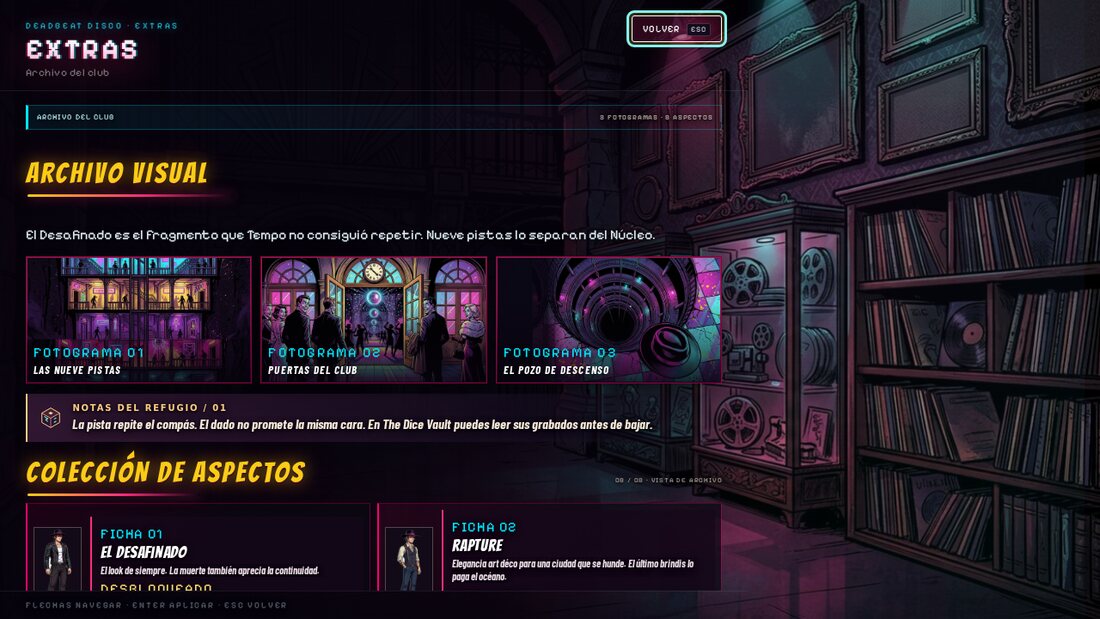 DEADBEAT DISCO · EXTRAS
EXTRAS
Archivo del club
VOLVER ESC
ARCHIVO DEL CLUB
3 FOTOGRAMAS · 8 ASPECTOS
ARCHIVO VISUAL
El Desafinado es el fragmento que Tempo no consiguió repetir. Nueve pistas lo separan del Núcleo.
FOTOGRAMA 01
LAS NUEVE PISTAS
FOTOGRAMA 02
PUERTAS DEL CLUB
FOTOGRAMA 03
EL POZO DE DESCENSO
NOTAS DEL REFUGIO / 01
La pista repite el compás. El dado no promete la misma cara. En The Dice Vault puedes leer sus grabados antes de bajar.
COLECCIÓN DE ASPECTOS
08 / 08 · VISTA DE ARCHIVO
FICHA 01
EL DESAFINADO
El look de siempre. La muerte también aprecia la continuidad.
DESBLOQUEADO
FICHA 02
RAPTURE
Elegancia art déco para una ciudad que se hunde. El último brindis lo
paga el océano.
FLECHAS NAVEGAR · ENTER APLICAR · ESC VOLVER